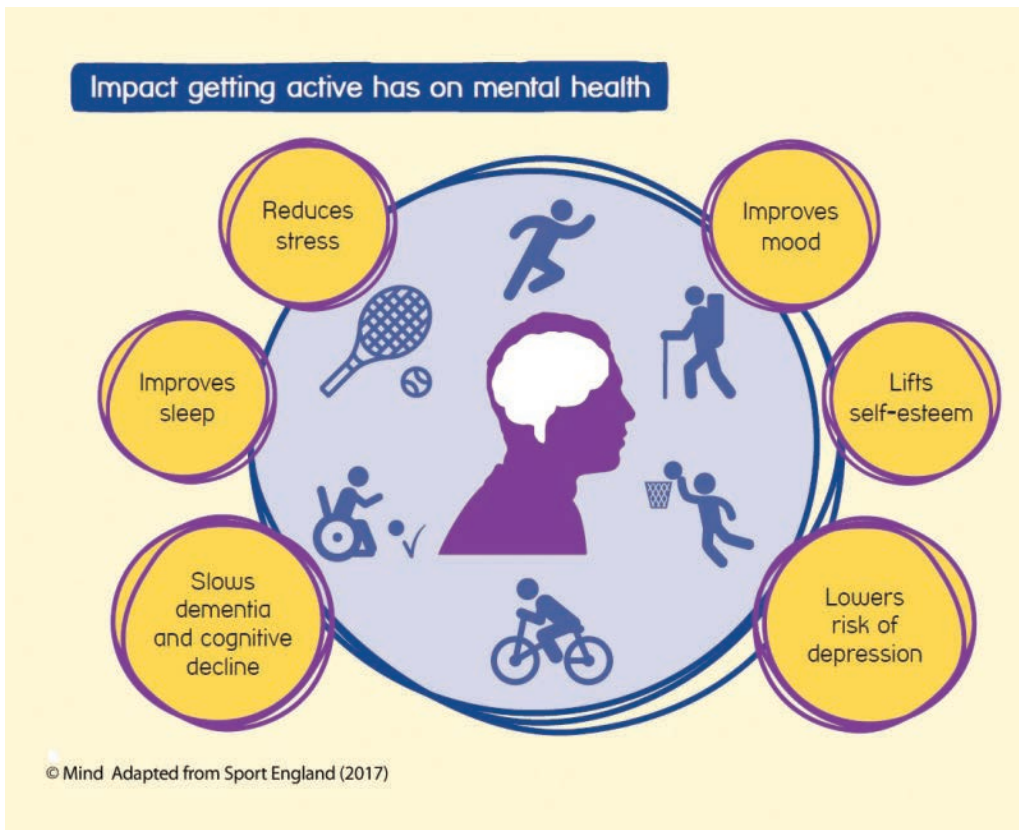 Impact getting active has on mental health
Reduces
stress
Improves
mood
Improves
sleep
Lifts
self-esteem
Slows
dementia
and cognitive
decline
Lowers
risk of
depression
© Mind Adapted from Sport England (2017)